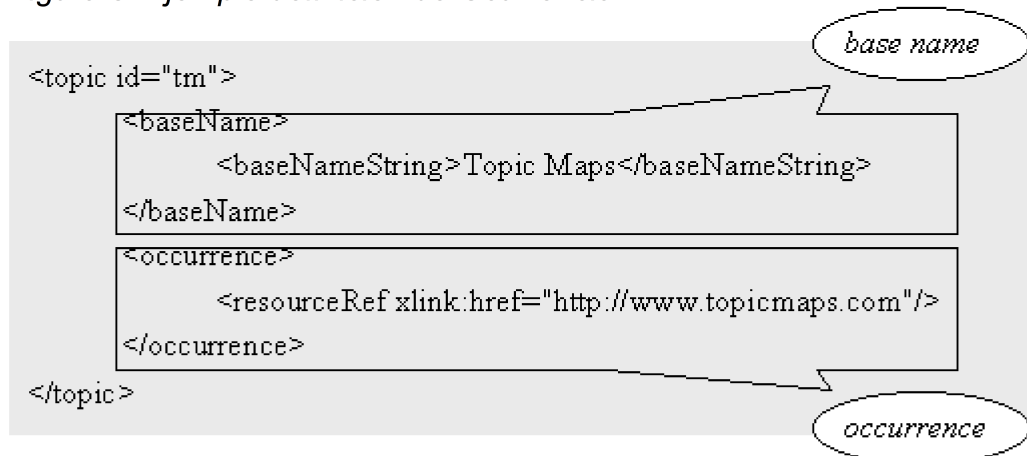 base name
<topic id="tm">
<baseName>
<baseNameString>Topic Maps</baseNameString>
</baseName>
<occurrence>
<resourceRef xlink:href="http://www.topicmaps.com"/>
</occurrence>
</topic>
occurrence